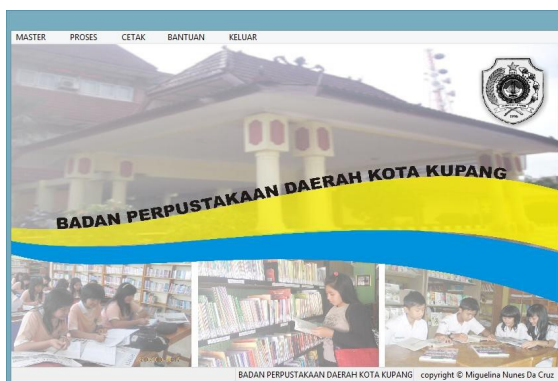 MASTER PROSES CETAK BANTUAN KELUAR
BADAN PERPUSTAKAAN DAERAH KOTA KUPANG
BADAN PERPUSTAKAAN DAERAH KOTA KUPANG copyright © Miguelina Nunes Da Cruz